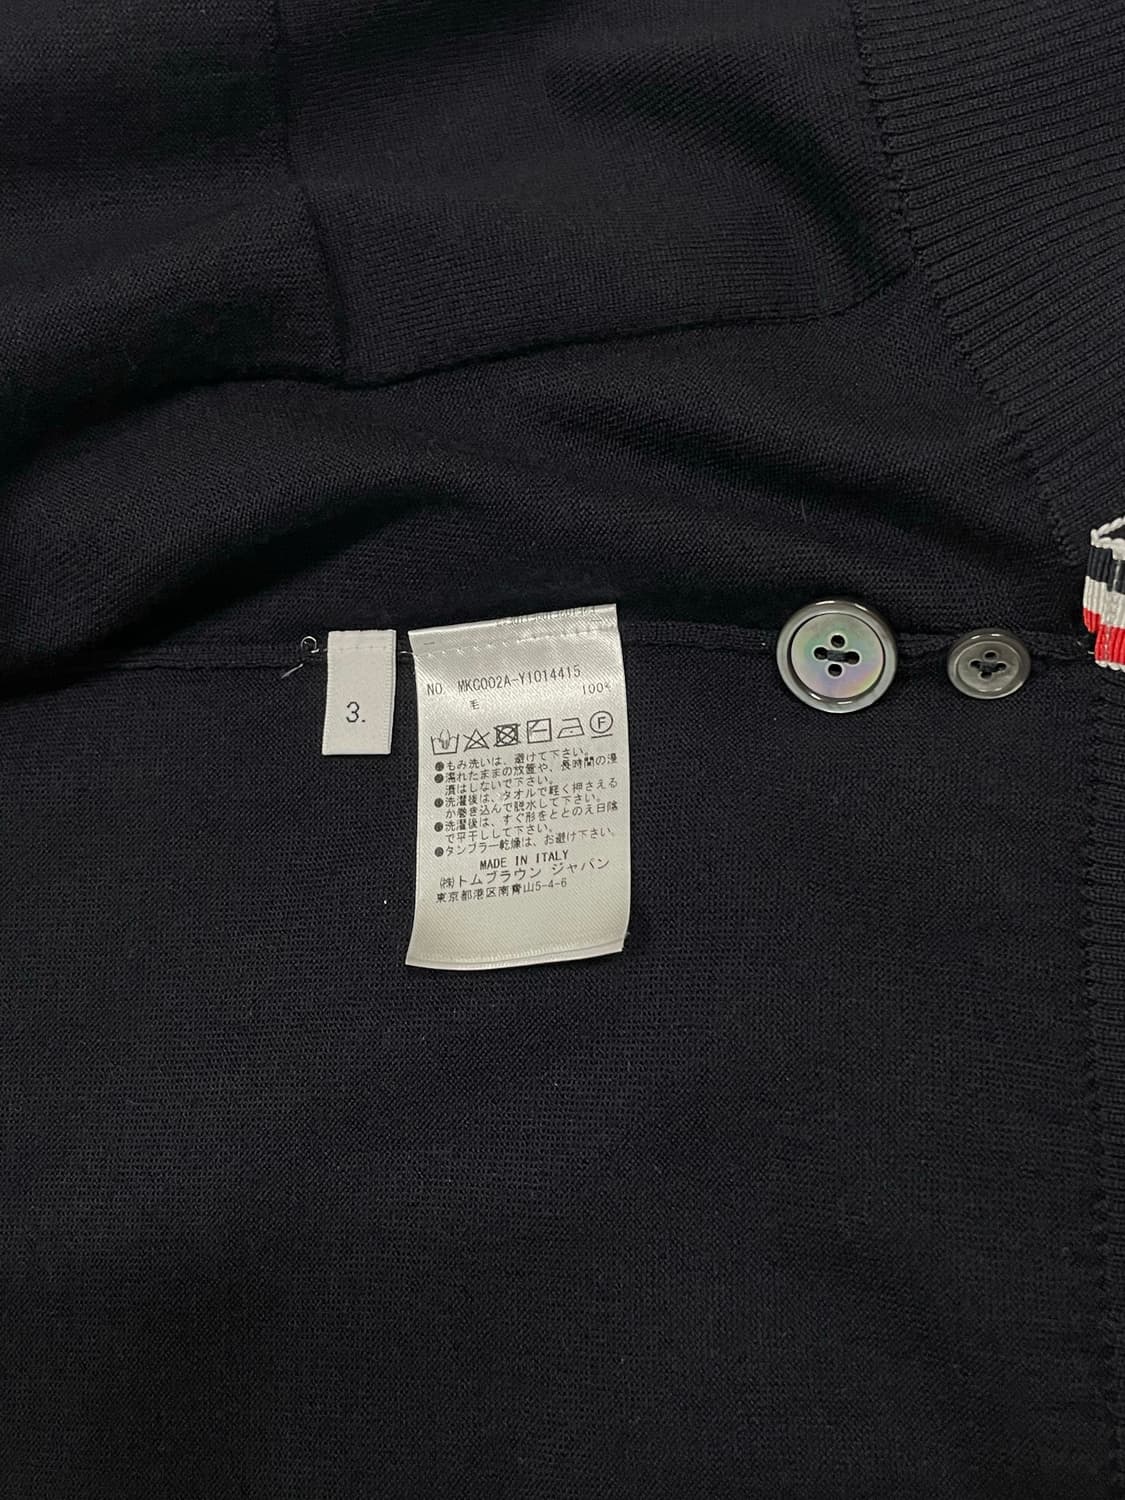 3.
NO. MKC002A-Y1014415
毛 100%
F
●もみ洗いは、避けて下さい。
●濡れたままの放置や、長時間の浸
漬はしないで下さい。
●洗濯後は、タオルで軽く押さえる
か巻き込んで脱水して下さい。
●洗濯後は、すぐ形をととのえ日陰
で平干しして下さい。
●タンブラー乾燥は、お避け下さい。
MADE IN ITALY
㈱トムブラウン ジャパン
東京都港区南青山5-4-6